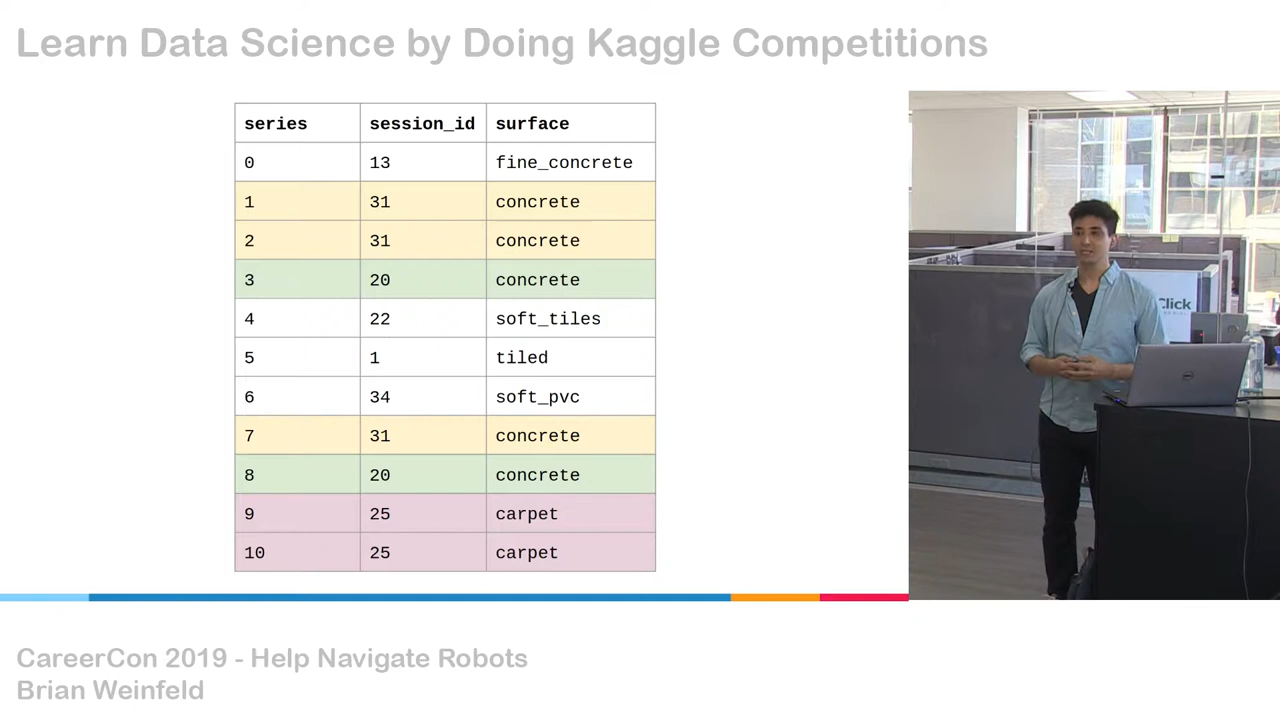 Learn Data Science by Doing Kaggle Competitions
series session_id surface
0 13 fine_concrete
1 31 concrete
2 31 concrete
3 20 concrete
4 22 soft_tiles
5 1 tiled
6 34 soft_pvc
7 31 concrete
8 20 concrete
9 25 carpet
10 25 carpet
Click
DELL
CareerCon 2019 - Help Navigate Robots
Brian Weinfeld